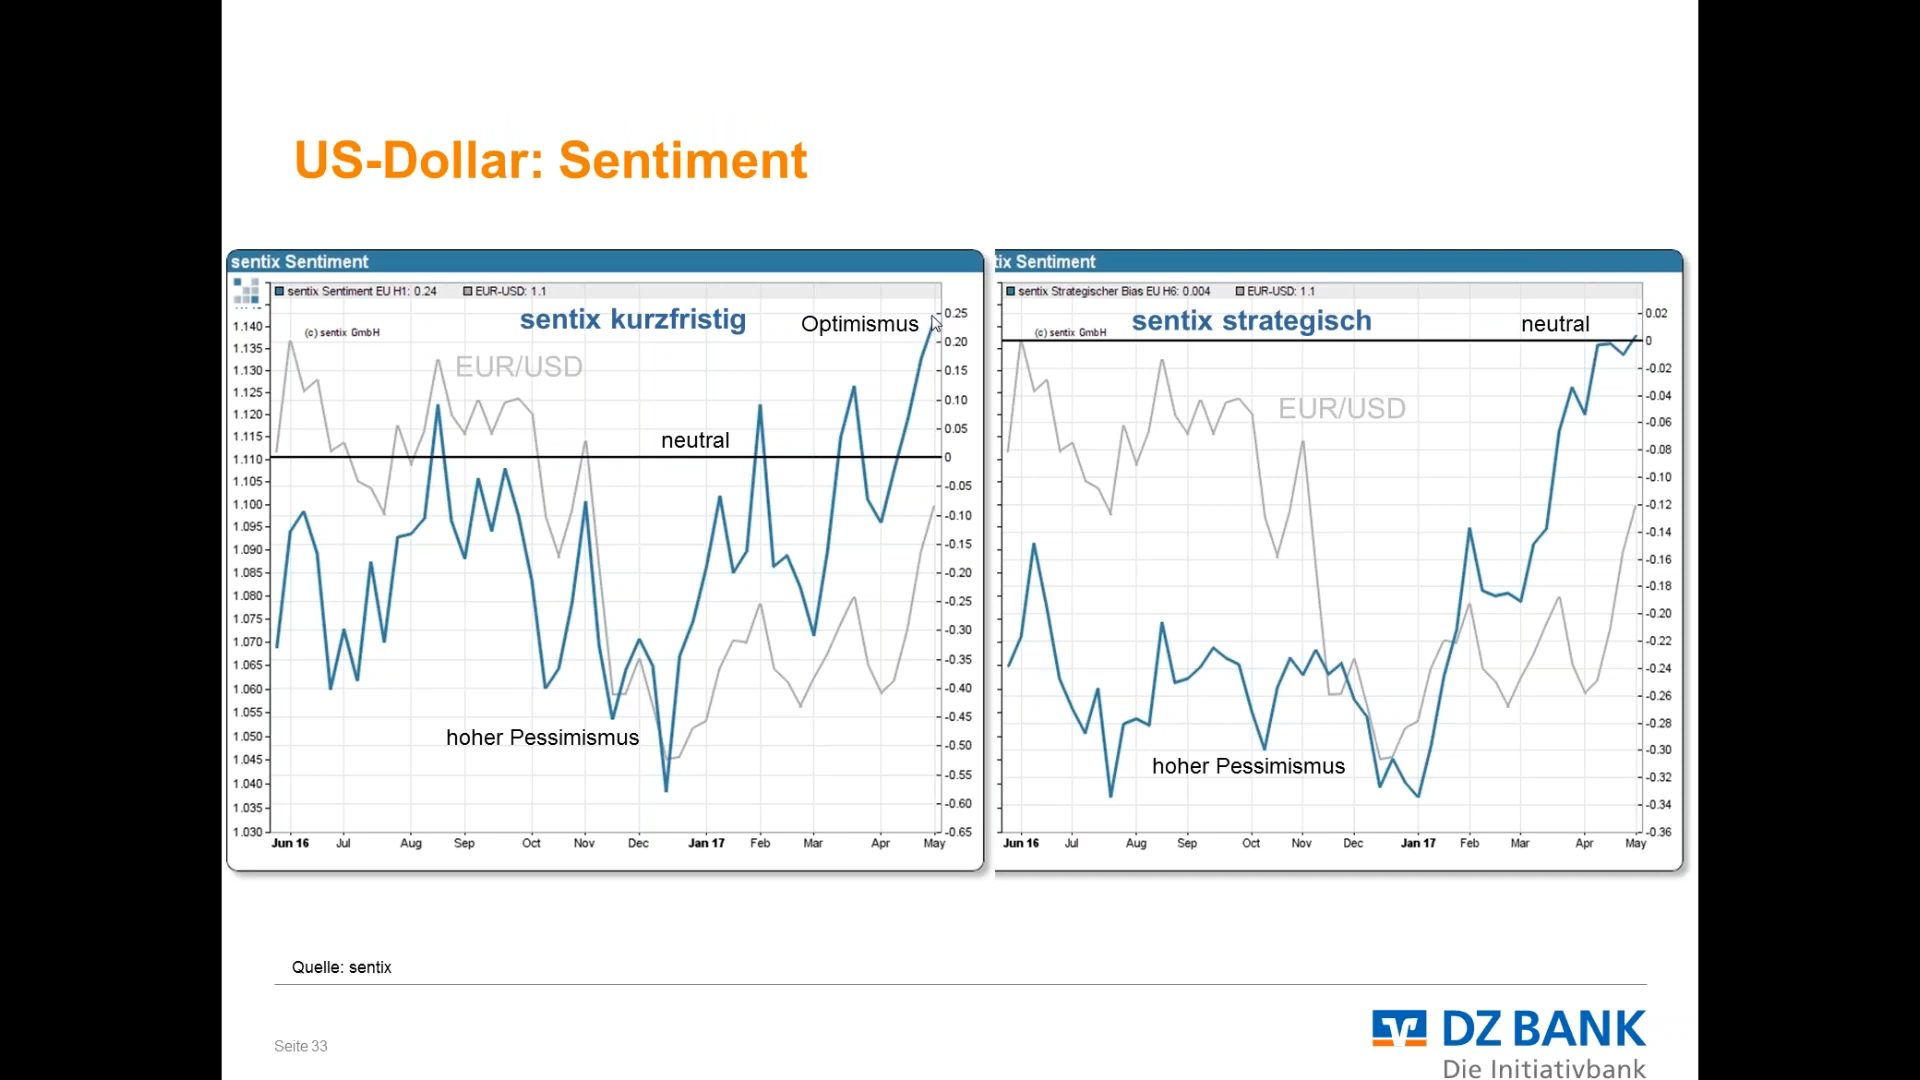 US-Dollar: Sentiment
sentix Sentiment
sentix Sentiment EU H1: 0.24 EUR-USD: 1.1
(c) sentix GmbH
sentix kurzfristig
Optimismus
EUR/USD
neutral
hoher Pessimismus
1.140
1.135
1.130
1.125
1.120
1.115
1.110
1.105
1.100
1.095
1.090
1.085
1.080
1.075
1.070
1.065
1.060
1.055
1.050
1.045
1.040
1.035
1.030
0.25
0.20
0.15
0.10
0.05
0
-0.05
-0.10
-0.15
-0.20
-0.25
-0.30
-0.35
-0.40
-0.45
-0.50
-0.55
-0.60
-0.65
Jun 16 Jul Aug Sep Oct Nov Dec Jan 17 Feb Mar Apr May
tix Sentiment
sentix Strategischer Bias EU H6: 0.004 EUR-USD: 1.1
(c) sentix GmbH
sentix strategisch
neutral
EUR/USD
hoher Pessimismus
0.02
0
-0.02
-0.04
-0.06
-0.08
-0.10
-0.12
-0.14
-0.16
-0.18
-0.20
-0.22
-0.24
-0.26
-0.28
-0.30
-0.32
-0.34
-0.36
Jun 16 Jul Aug Sep Oct Nov Dec Jan 17 Feb Mar Apr May
Quelle: sentix
Seite 33
DZ BANK
Die Initiativbank